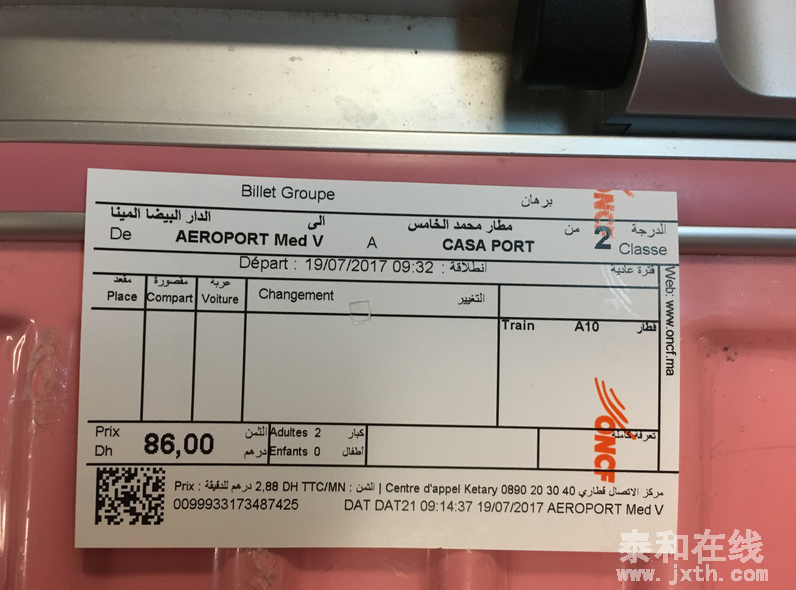 Billet Groupe برهان
الدار البيضا المينا الى مطار محمد الخامس من الدرجة
De AEROPORT Med V A CASA PORT 2 Classe
Départ : 19/07/2017 09:32 : انطلاقة فترة عادية
مقعد مقصورة عربة
Place Compart Voiture Changement التغيير
Train A10 قطار
Web: www.oncf.ma
ONCF
ONCF
Prix 86,00 الثمن Adultes 2 كبار تعرفة كاملة
Dh درهم Enfants 0 أطفال
Prix : الثمن : 2,88 DH TTC/MN درهم للدقيقة | Centre d'appel Ketary 0890 20 30 40 مركز الاتصال قطاري
0099933173487425 DAT DAT21 09:14:37 19/07/2017 AEROPORT Med V
泰和在线
www.jxth.com